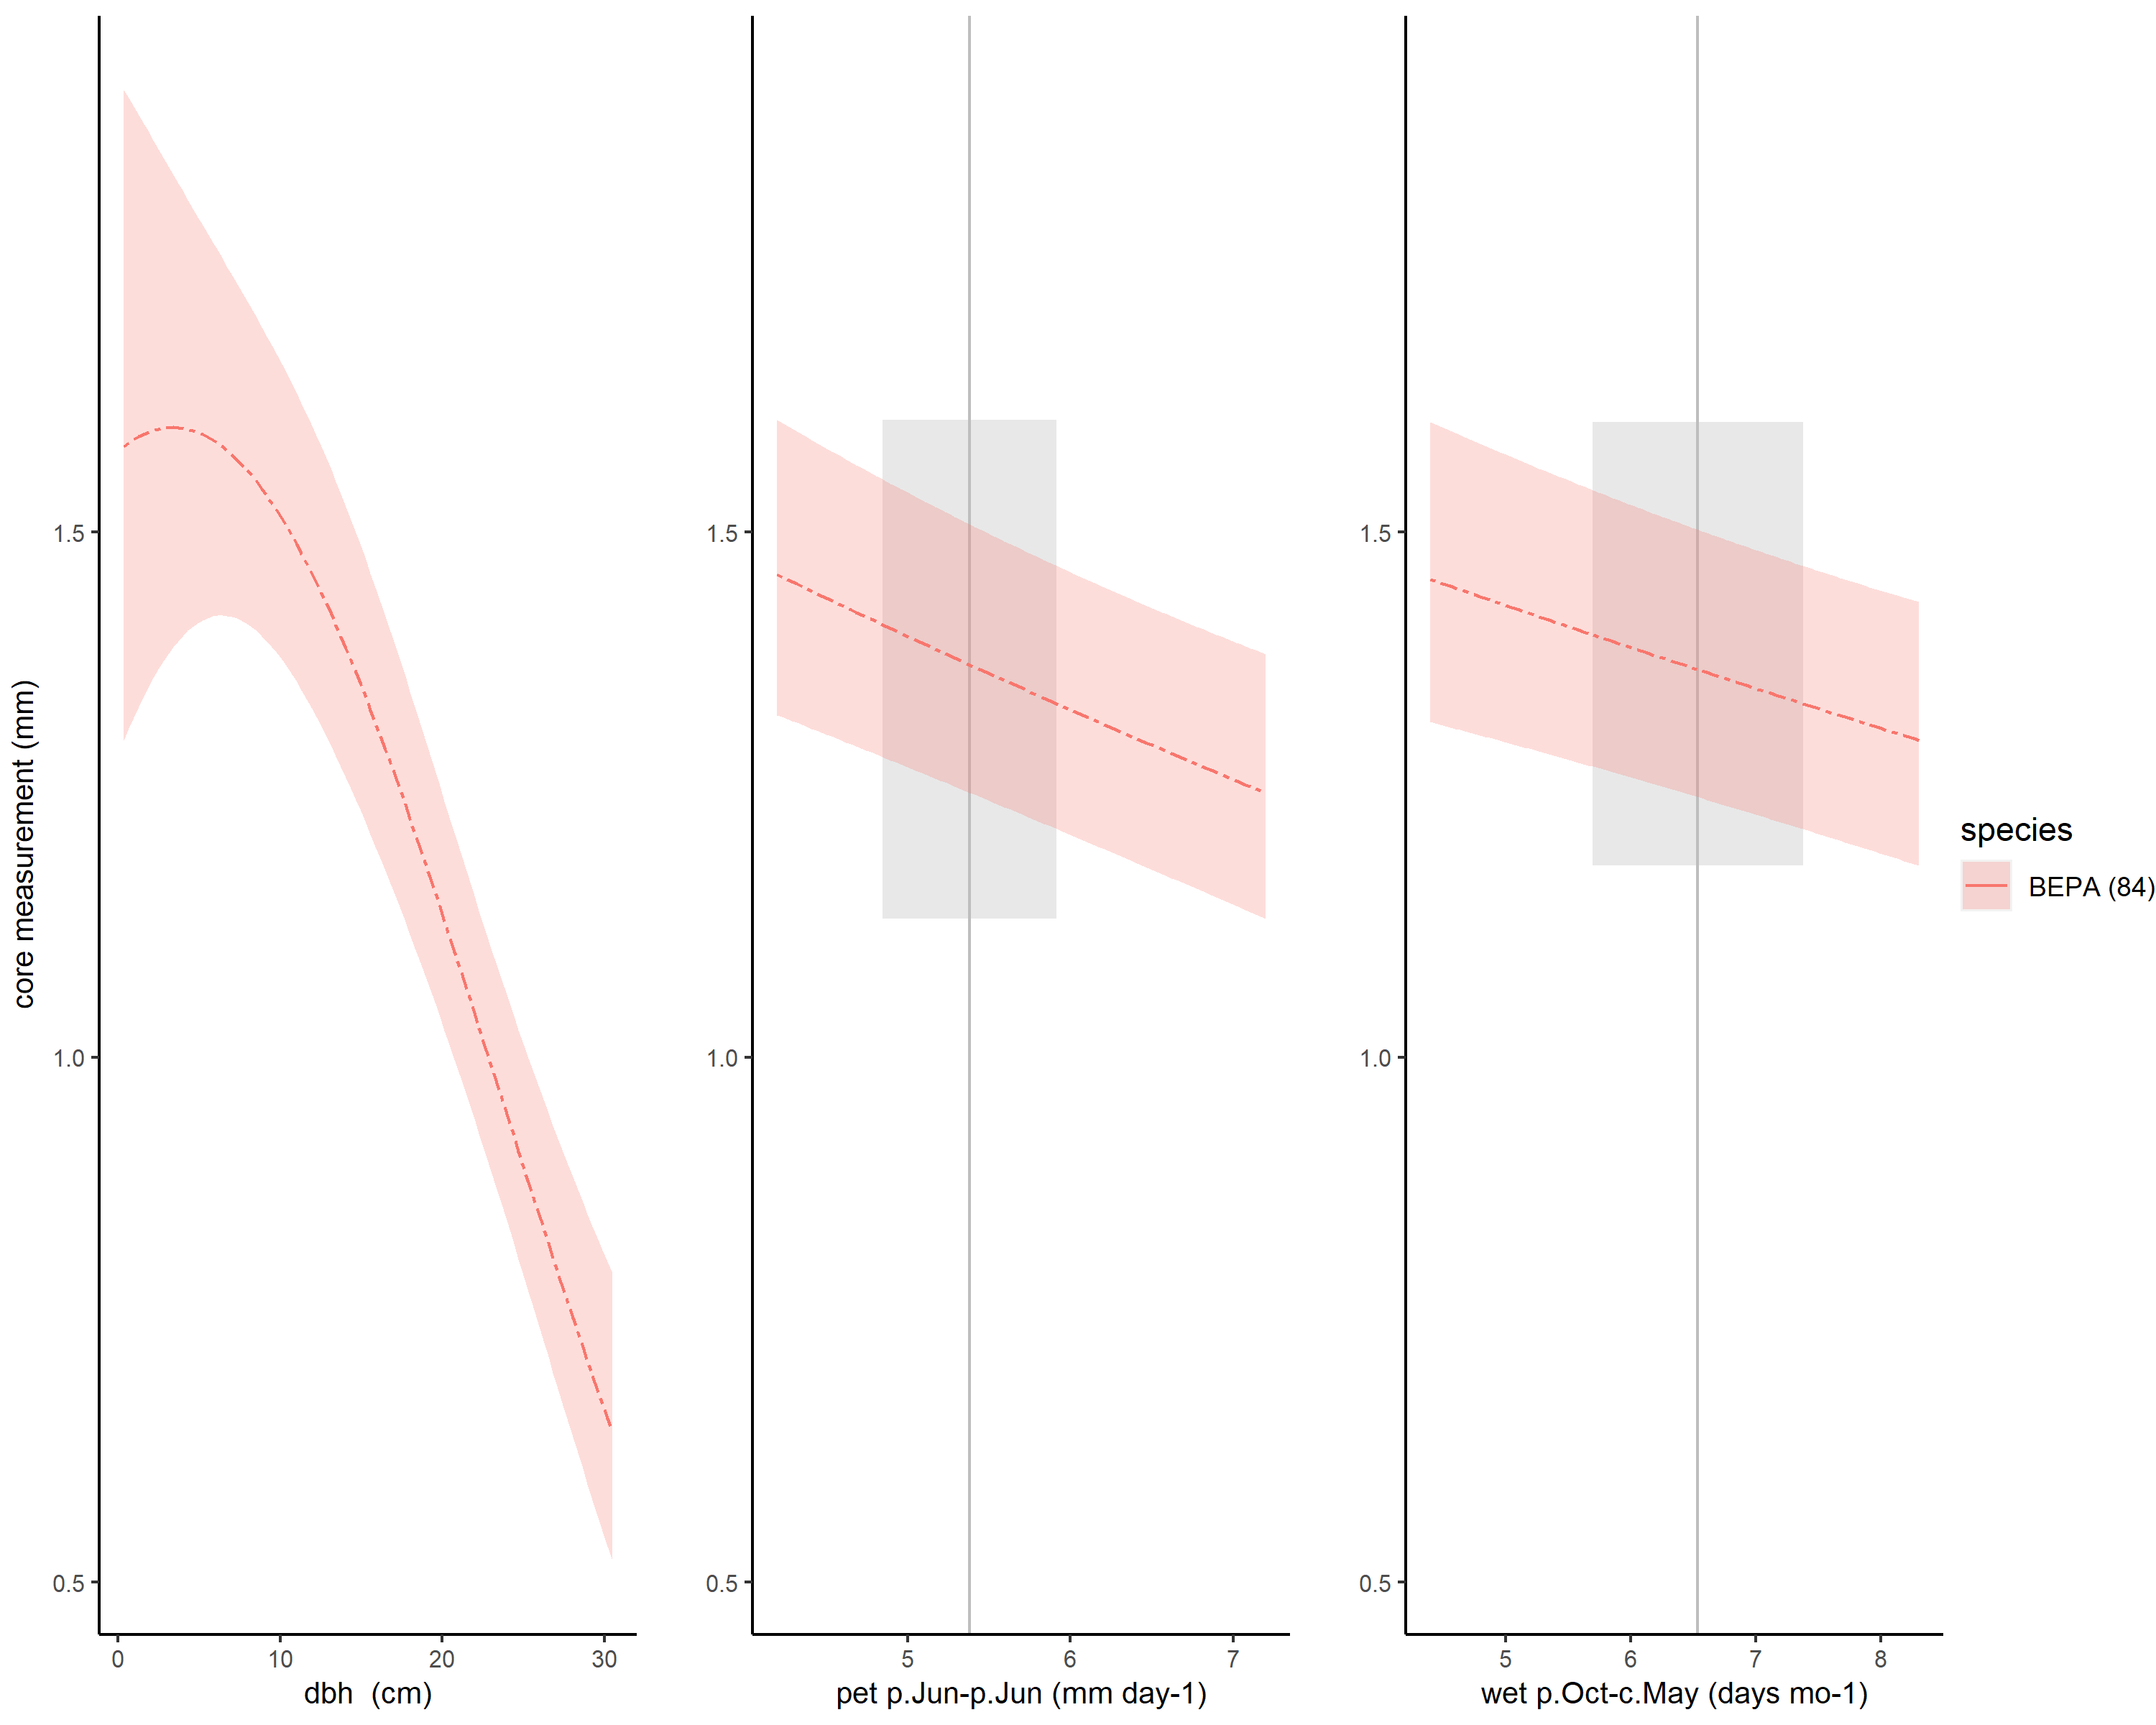 core measurement (mm)
1.5
1.0
0.5
0 10 20 30
dbh  (cm)
1.5
1.0
0.5
5 6 7
pet p.Jun-p.Jun (mm day-1)
1.5
1.0
0.5
5 6 7 8
wet p.Oct-c.May (days mo-1)
species
BEPA (84)